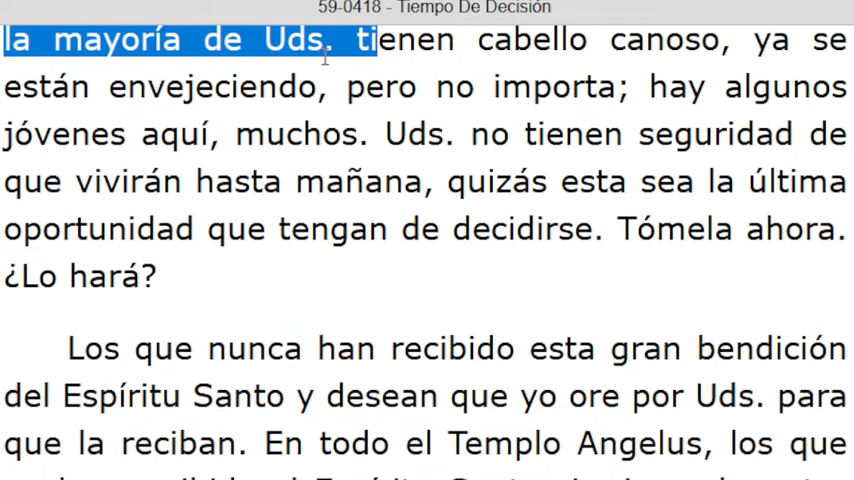 59-0418 - Tiempo De Decisión
la mayoría de Uds. tienen cabello canoso, ya se
están envejeciendo, pero no importa; hay algunos
jóvenes aquí, muchos. Uds. no tienen seguridad de
que vivirán hasta mañana, quizás esta sea la última
oportunidad que tengan de decidirse. Tómela ahora.
¿Lo hará?
Los que nunca han recibido esta gran bendición
del Espíritu Santo y desean que yo ore por Uds. para
que la reciban. En todo el Templo Angelus, los que